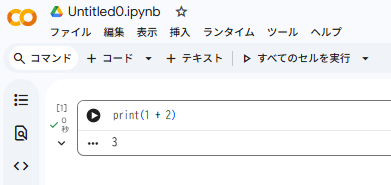 Untitled0.ipynb
ファイル 編集 表示 挿入 ランタイム ツール ヘルプ
コマンド + コード + テキスト すべてのセルを実行
[1]
0
秒
print(1 + 2)
3